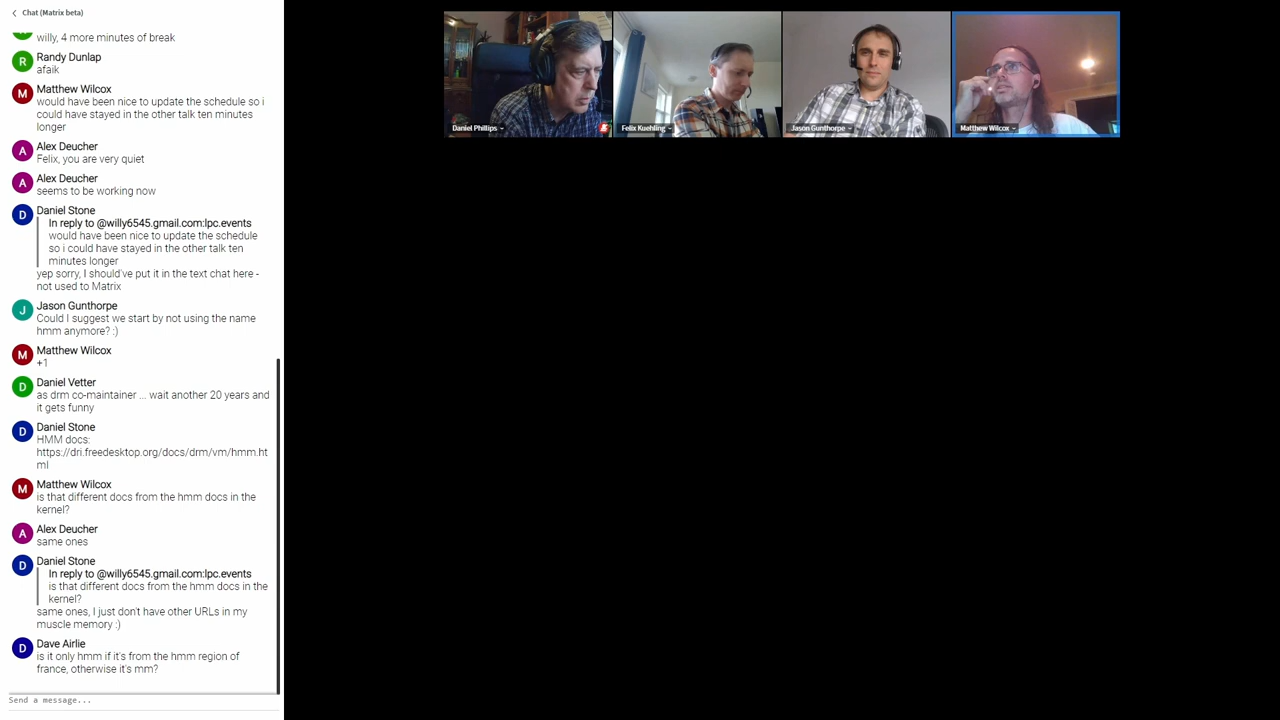 Chat (Matrix beta)
willy, 4 more minutes of break
R
Randy Dunlap
afaik
M
Matthew Wilcox
would have been nice to update the schedule so i
could have stayed in the other talk ten minutes
longer
A
Alex Deucher
Felix, you are very quiet
A
Alex Deucher
seems to be working now
D
Daniel Stone
In reply to @willy6545.gmail.com:lpc.events
would have been nice to update the schedule
so i could have stayed in the other talk ten
minutes longer
yep sorry, I should've put it in the text chat here -
not used to Matrix
J
Jason Gunthorpe
Could I suggest we start by not using the name
hmm anymore? :)
M
Matthew Wilcox
+1
D
Daniel Vetter
as drm co-maintainer ... wait another 20 years and
it gets funny
D
Daniel Stone
HMM docs:
https://dri.freedesktop.org/docs/drm/vm/hmm.ht
ml
M
Matthew Wilcox
is that different docs from the hmm docs in the
kernel?
A
Alex Deucher
same ones
D
Daniel Stone
In reply to @willy6545.gmail.com:lpc.events
is that different docs from the hmm docs in the
kernel?
same ones, I just don't have other URLs in my
muscle memory :)
D
Dave Airlie
is it only hmm if it's from the hmm region of
france, otherwise it's mm?
Send a message...
Daniel Phillips
Felix Kuehling
Jason Gunthorpe
Matthew Wilcox